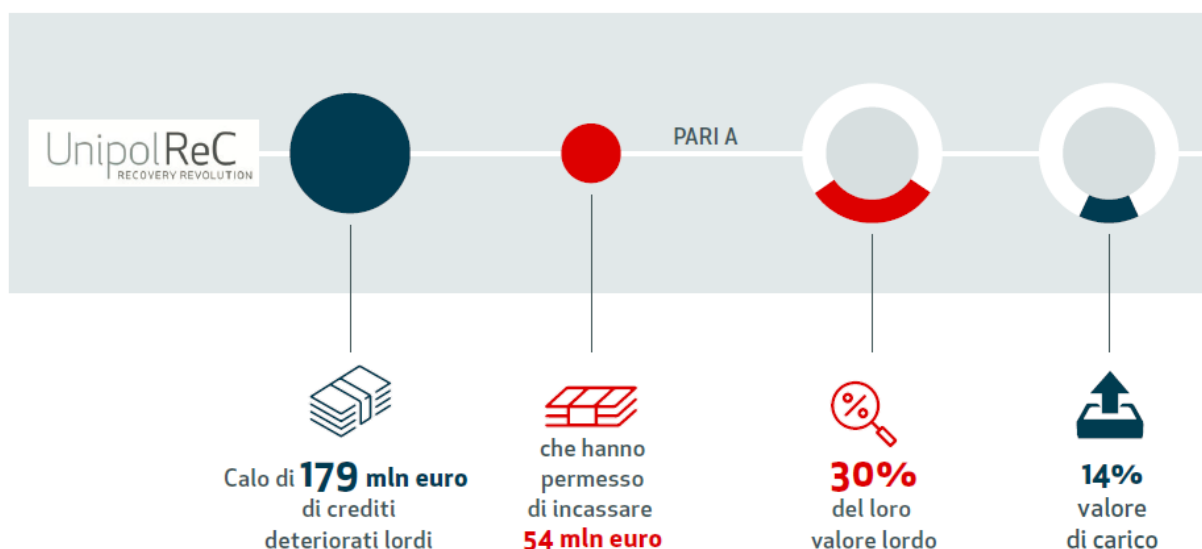 UnipolReC
RECOVERY REVOLUTION
PARI A
Calo di 179 mln euro
di crediti
deteriorati lordi
che hanno
permesso
di incassare
54 mln euro
%
30%
del loro
valore lordo
14%
valore
di carico